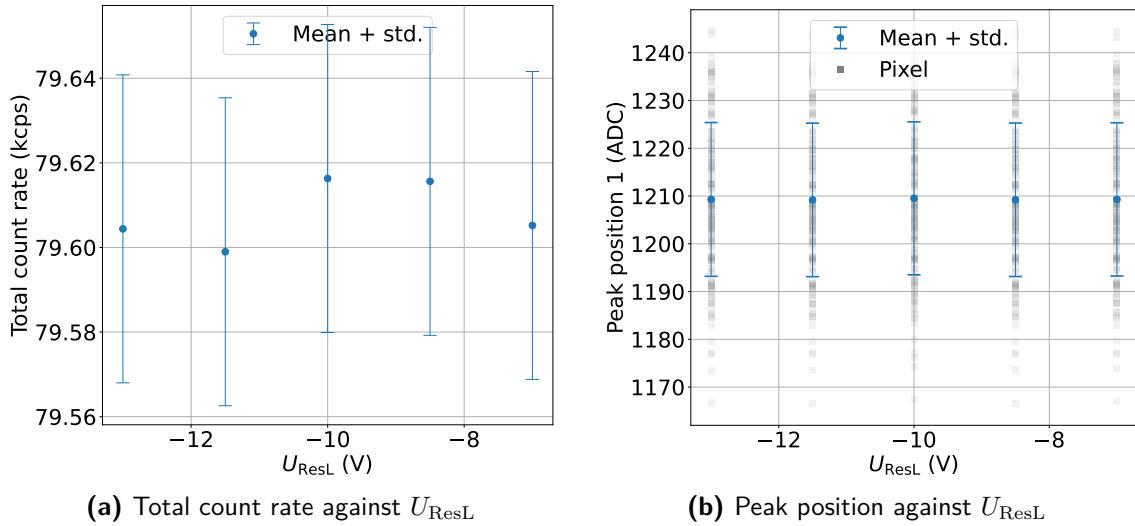 Mean + std.
79.64
79.62
79.60
79.58
79.56
Total count rate (kcps)
−12
−10
−8
U_ResL (V)
(a) Total count rate against U_ResL
Mean + std.
Pixel
1240
1230
1220
1210
1200
1190
1180
1170
Peak position 1 (ADC)
−12
−10
−8
U_ResL (V)
(b) Peak position against U_ResL